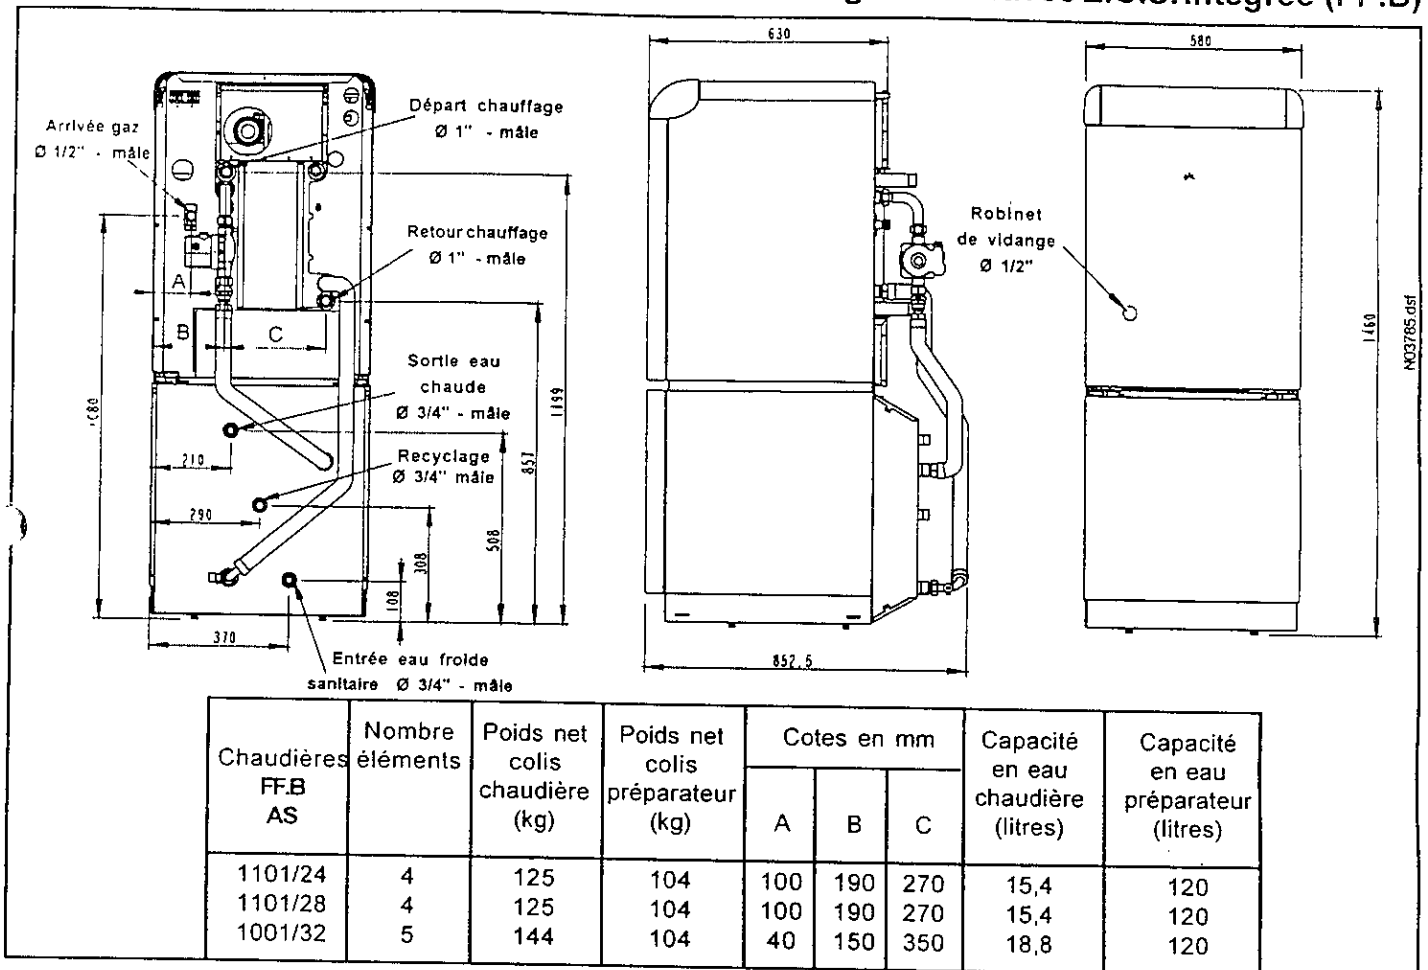 E.C.S. intégrée (FF.B)
630
580
Départ chauffage
Ø 1" - mâle
Arrivée gaz
Ø 1/2" - mâle
Retour chauffage
Ø 1" - mâle
Robinet
de vidange
Ø 1/2"
A
B
C
Sortie eau
chaude
Ø 3/4" - mâle
Recyclage
Ø 3/4" mâle
210
290
370
1080
108
308
508
857
1199
852,5
1460
N03785.dsf
Entrée eau froide
sanitaire Ø 3/4" - mâle
Chaudières
FF.B
AS
Nombre
éléments
Poids net
colis
chaudière
(kg)
Poids net
colis
préparateur
(kg)
Cotes en mm
A B C
Capacité
en eau
chaudière
(litres)
Capacité
en eau
préparateur
(litres)
1101/24 4 125 104 100 190 270 15,4 120
1101/28 4 125 104 100 190 270 15,4 120
1001/32 5 144 104 40 150 350 18,8 120